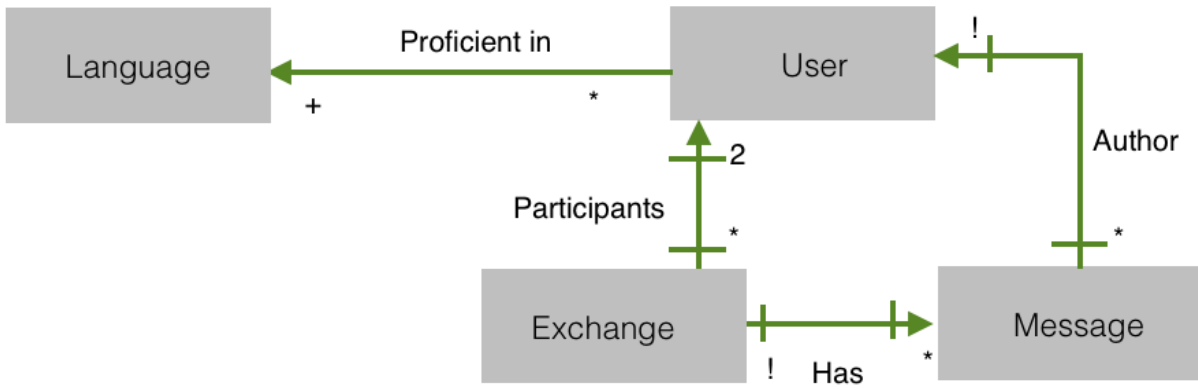 Language
Proficient in
+
*
User
!
Author
*
2
Participants
*
Exchange
!
Has
*
Message